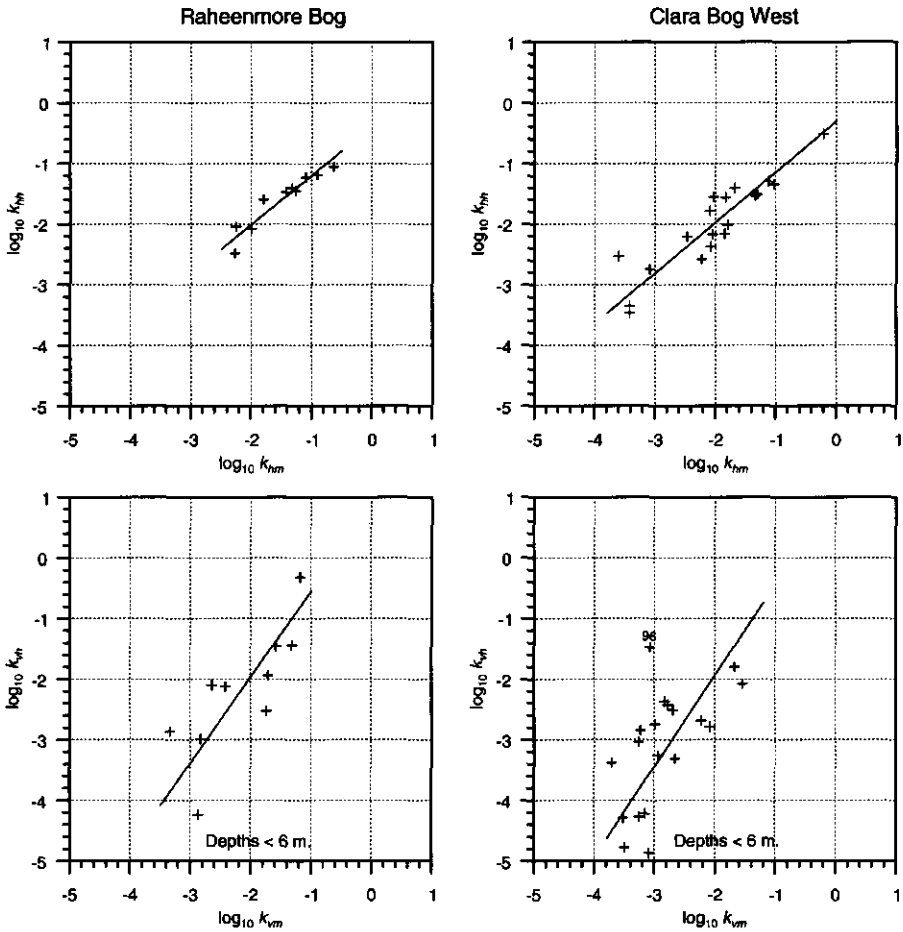 Raheenmore Bog
Clara Bog West
1
0
-1
-2
-3
-4
-5
log10 khh
-5 -4 -3 -2 -1 0 1
log10 khm
1
0
-1
-2
-3
-4
-5
log10 khh
-5 -4 -3 -2 -1 0 1
log10 khm
1
0
-1
-2
-3
-4
-5
log10 kvh
Depths < 6 m.
-5 -4 -3 -2 -1 0 1
log10 kvm
1
0
-1
-2
-3
-4
-5
log10 kvh
96
Depths < 6 m.
-5 -4 -3 -2 -1 0 1
log10 kvm